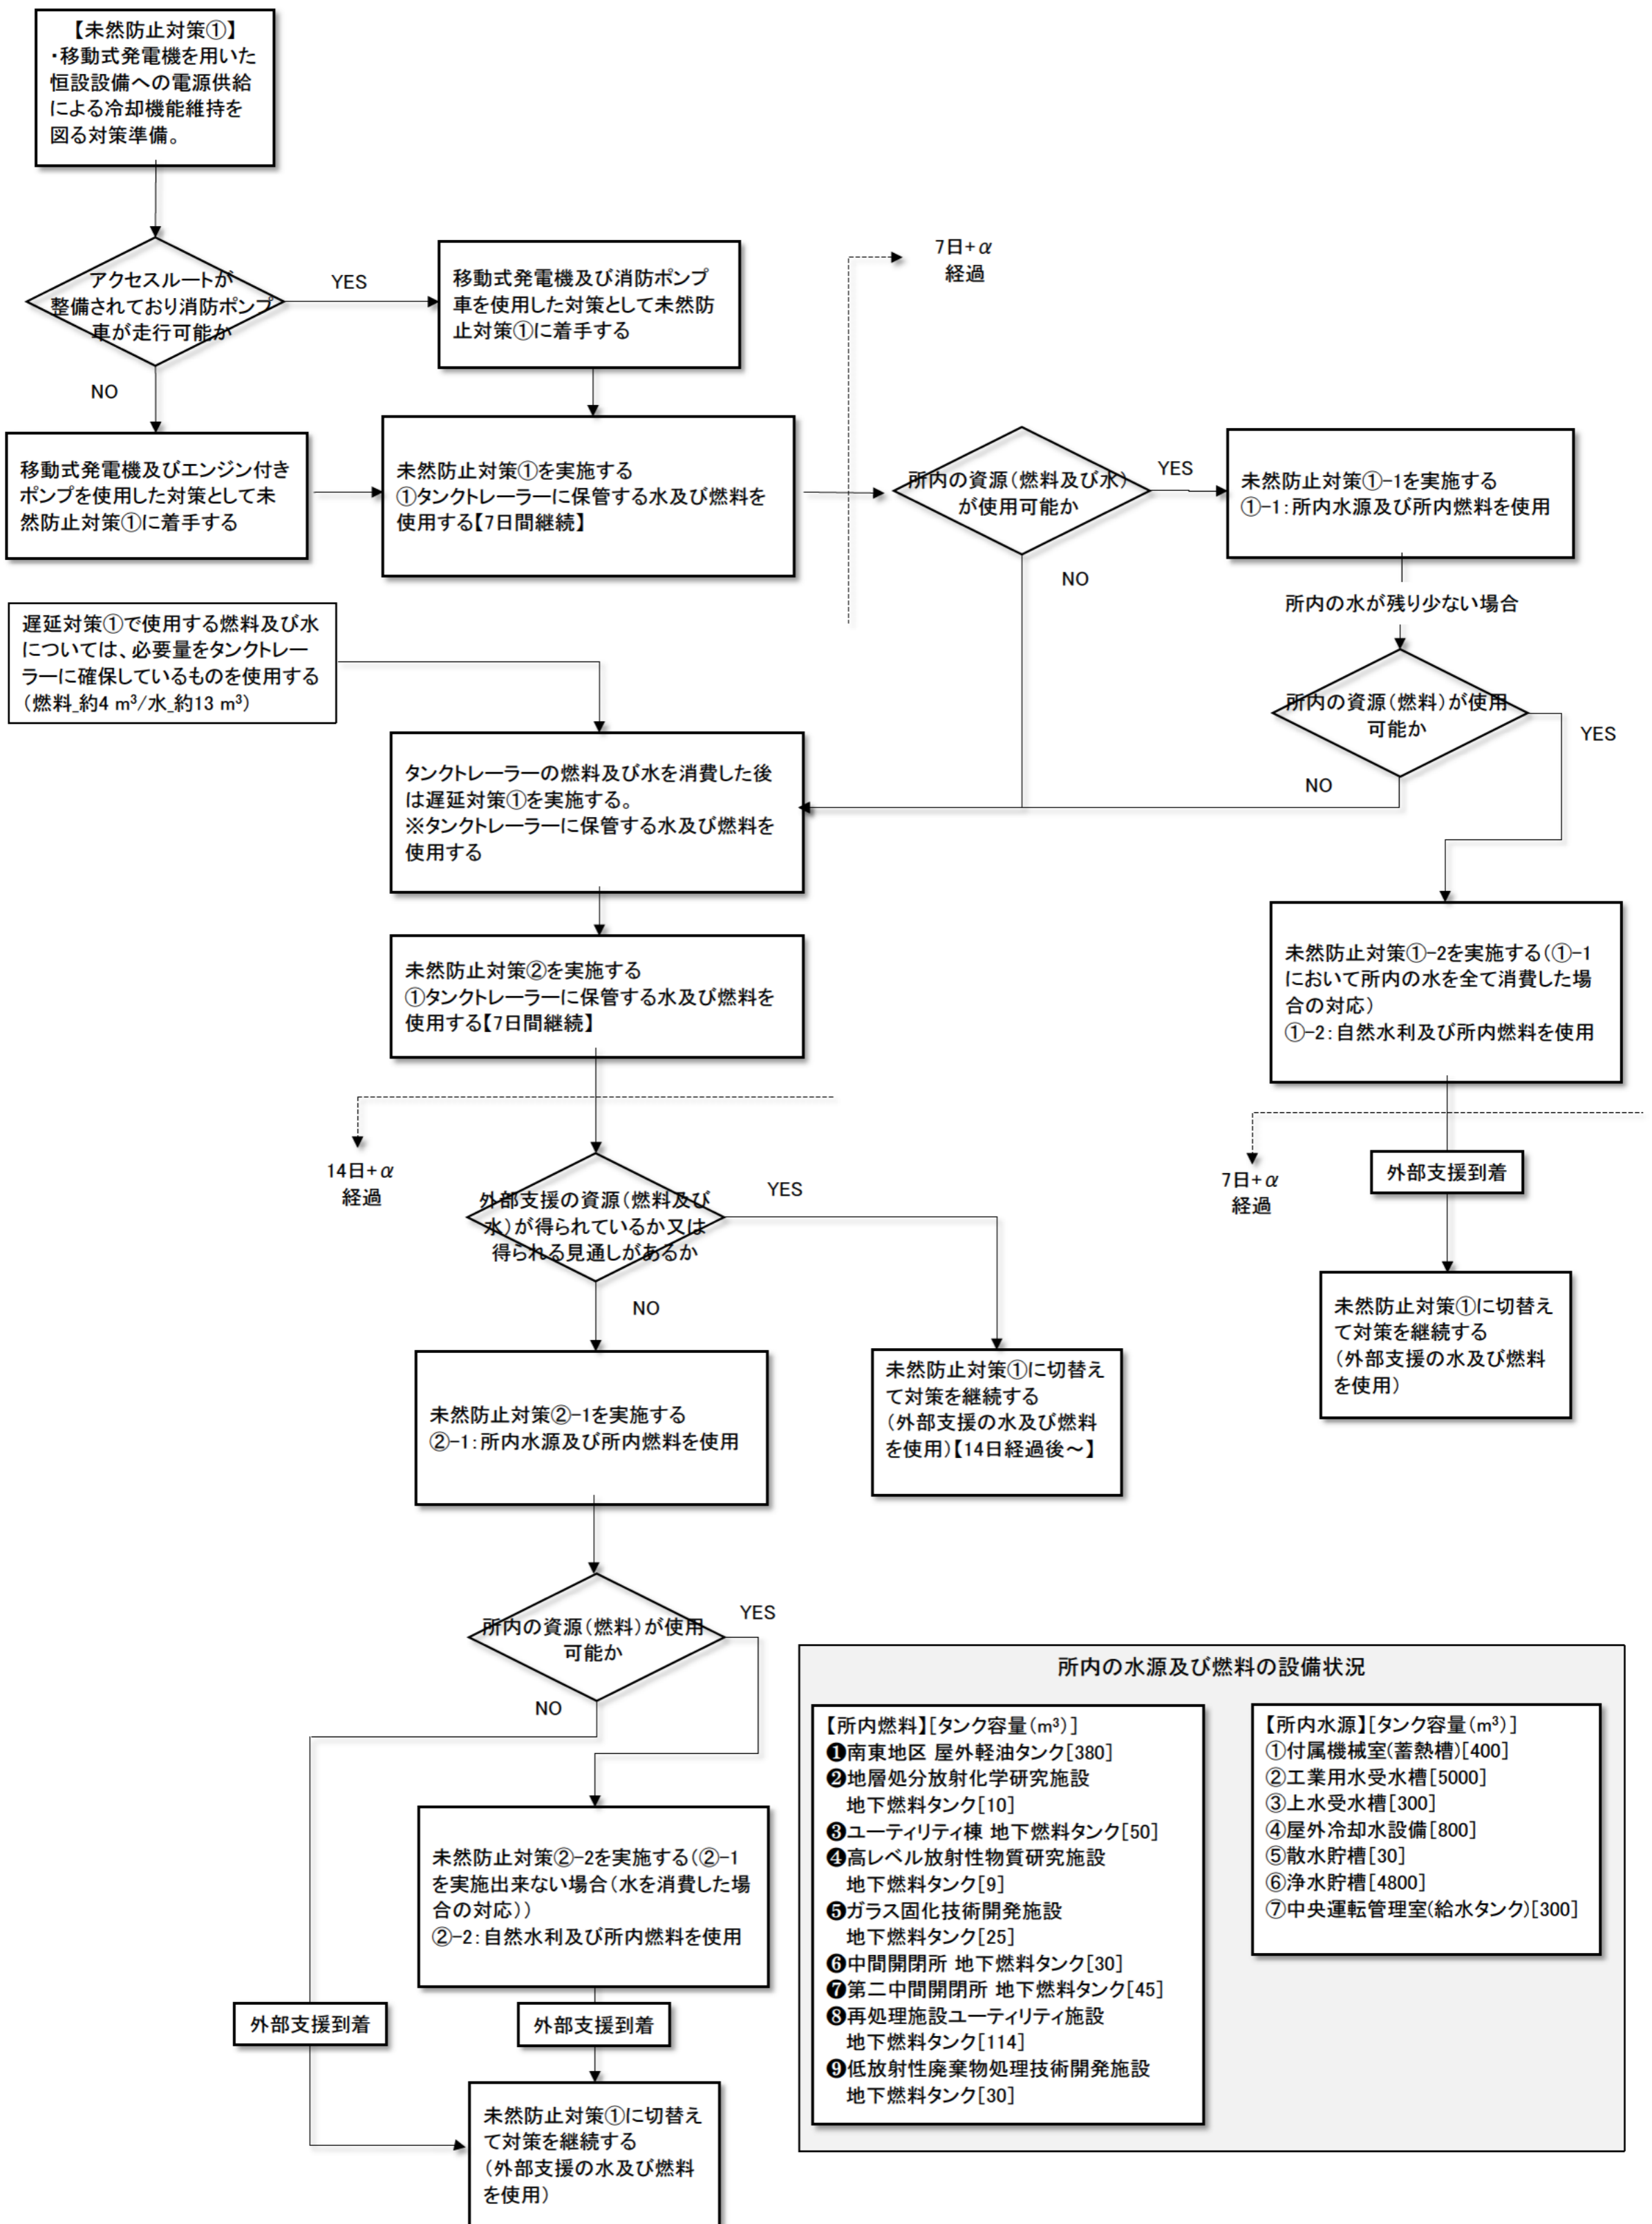 【未然防止対策①】
・移動式発電機を用いた
恒設設備への電源供給
による冷却機能維持を
図る対策準備。
アクセスルートが
整備されており消防ポンプ
車が走行可能か
YES
NO
移動式発電機及び消防ポンプ
車を使用した対策として未然防
止対策①に着手する
7日+α
経過
移動式発電機及びエンジン付き
ポンプを使用した対策として未
然防止対策①に着手する
未然防止対策①を実施する
①タンクトレーラーに保管する水及び燃料を
使用する【7日間継続】
所内の資源(燃料及び水)
が使用可能か
YES
NO
未然防止対策①-1を実施する
①-1:所内水源及び所内燃料を使用
所内の水が残り少ない場合
遅延対策①で使用する燃料及び水
については、必要量をタンクトレー
ラーに確保しているものを使用する
(燃料_約4 m³/水_約13 m³)
所内の資源(燃料)が使用
可能か
YES
NO
タンクトレーラーの燃料及び水を消費した後
は遅延対策①を実施する。
※タンクトレーラーに保管する水及び燃料を
使用する
未然防止対策②を実施する
①タンクトレーラーに保管する水及び燃料を
使用する【7日間継続】
未然防止対策①-2を実施する(①-1
において所内の水を全て消費した場
合の対応)
①-2:自然水利及び所内燃料を使用
14日+α
経過
7日+α
経過
外部支援到着
外部支援の資源(燃料及び
水)が得られているか又は
得られる見通しがあるか
YES
NO
未然防止対策①に切替え
て対策を継続する
(外部支援の水及び燃料
を使用)
未然防止対策②-1を実施する
②-1:所内水源及び所内燃料を使用
未然防止対策①に切替え
て対策を継続する
(外部支援の水及び燃料
を使用)【14日経過後~】
所内の資源(燃料)が使用
可能か
YES
NO
未然防止対策②-2を実施する(②-1
を実施出来ない場合(水を消費した場
合の対応))
②-2:自然水利及び所内燃料を使用
外部支援到着
外部支援到着
未然防止対策①に切替え
て対策を継続する
(外部支援の水及び燃料
を使用)
所内の水源及び燃料の設備状況
【所内燃料】[タンク容量(m³)]
❶南東地区 屋外軽油タンク[380]
❷地層処分放射化学研究施設
地下燃料タンク[10]
❸ユーティリティ棟 地下燃料タンク[50]
❹高レベル放射性物質研究施設
地下燃料タンク[9]
❺ガラス固化技術開発施設
地下燃料タンク[25]
❻中間開閉所 地下燃料タンク[30]
❼第二中間開閉所 地下燃料タンク[45]
❽再処理施設ユーティリティ施設
地下燃料タンク[114]
❾低放射性廃棄物処理技術開発施設
地下燃料タンク[30]
【所内水源】[タンク容量(m³)]
①付属機械室(蓄熱槽)[400]
②工業用水受水槽[5000]
③上水受水槽[300]
④屋外冷却水設備[800]
⑤散水貯槽[30]
⑥浄水貯槽[4800]
⑦中央運転管理室(給水タンク)[300]